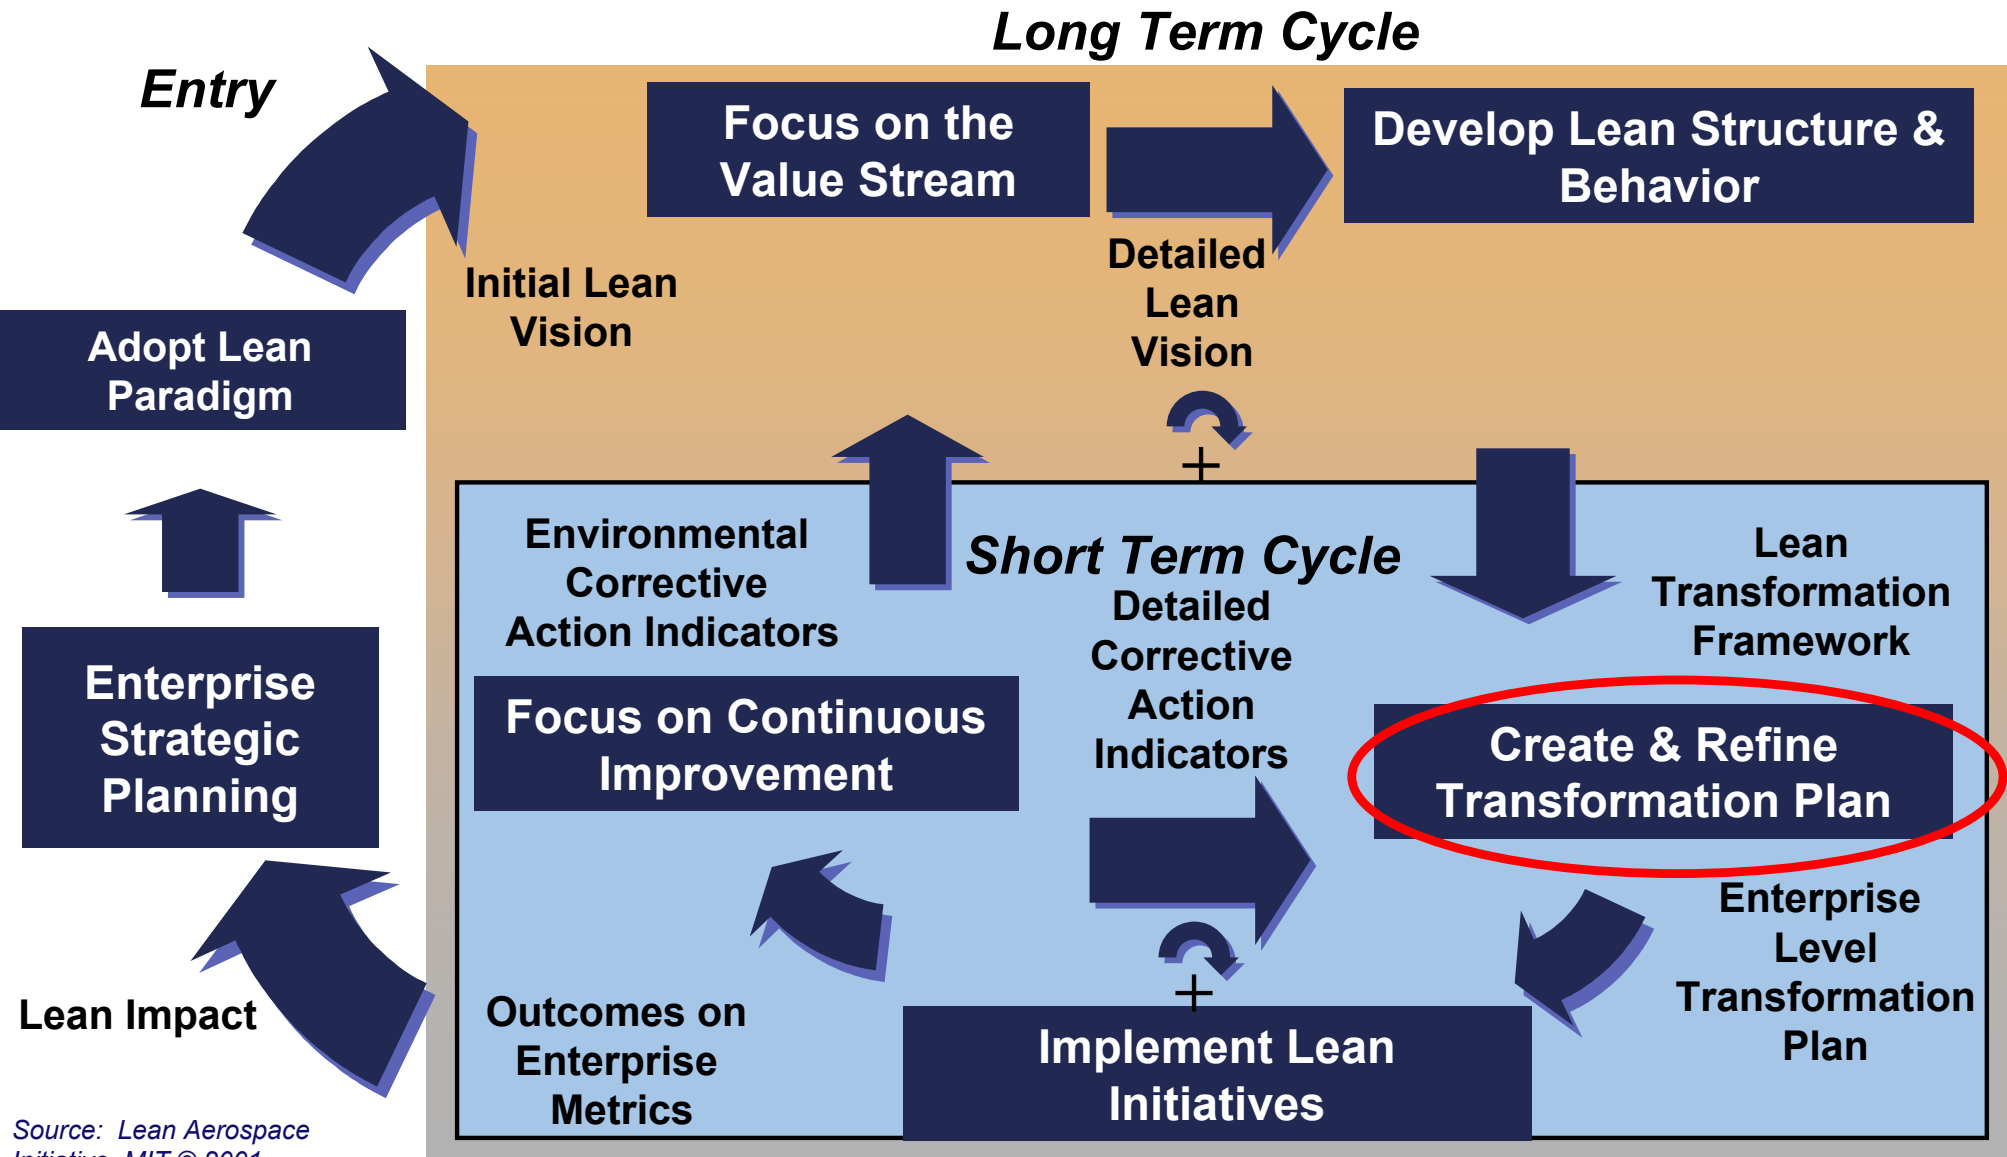 Long Term Cycle
Entry
Focus on the
Value Stream
Develop Lean Structure &
Behavior
Initial Lean
Vision
Detailed
Lean
Vision
Adopt Lean
Paradigm
+
Environmental
Corrective
Action Indicators
Short Term Cycle
Detailed
Corrective
Action
Indicators
Lean
Transformation
Framework
Enterprise
Strategic
Planning
Focus on Continuous
Improvement
Create & Refine
Transformation Plan
Enterprise
Level
Transformation
Plan
Lean Impact
Outcomes on
Enterprise
Metrics
+
Implement Lean
Initiatives
Source: Lean Aerospace
Initiative, MIT © 2001